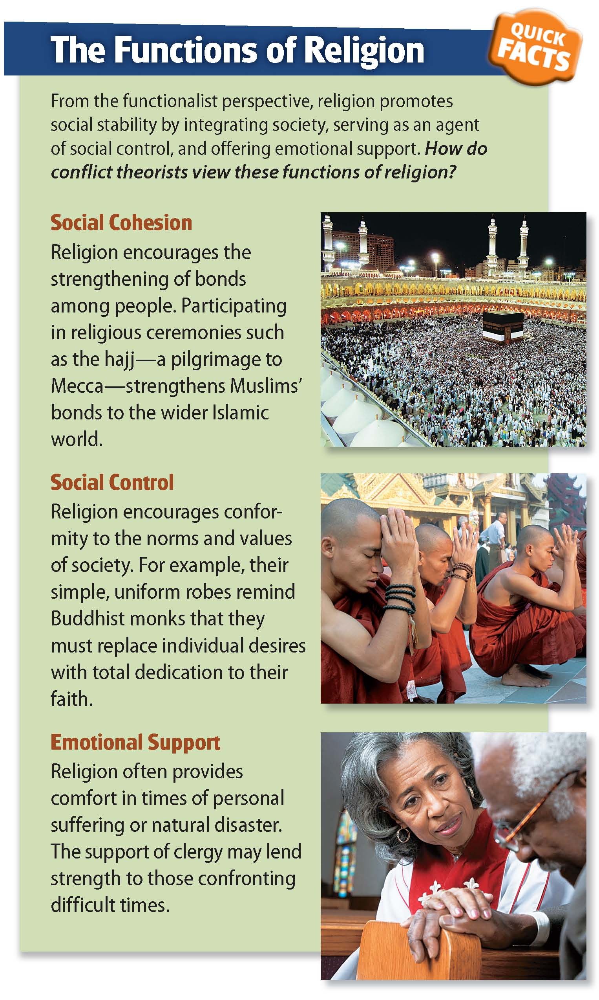 The Functions of Religion
QUICK
FACTS
From the functionalist perspective, religion promotes
social stability by integrating society, serving as an agent
of social control, and offering emotional support. How do
conflict theorists view these functions of religion?
Social Cohesion
Religion encourages the
strengthening of bonds
among people. Participating
in religious ceremonies such
as the hajj—a pilgrimage to
Mecca—strengthens Muslims’
bonds to the wider Islamic
world.
Social Control
Religion encourages confor-
mity to the norms and values
of society. For example, their
simple, uniform robes remind
Buddhist monks that they
must replace individual desires
with total dedication to their
faith.
Emotional Support
Religion often provides
comfort in times of personal
suffering or natural disaster.
The support of clergy may lend
strength to those confronting
difficult times.